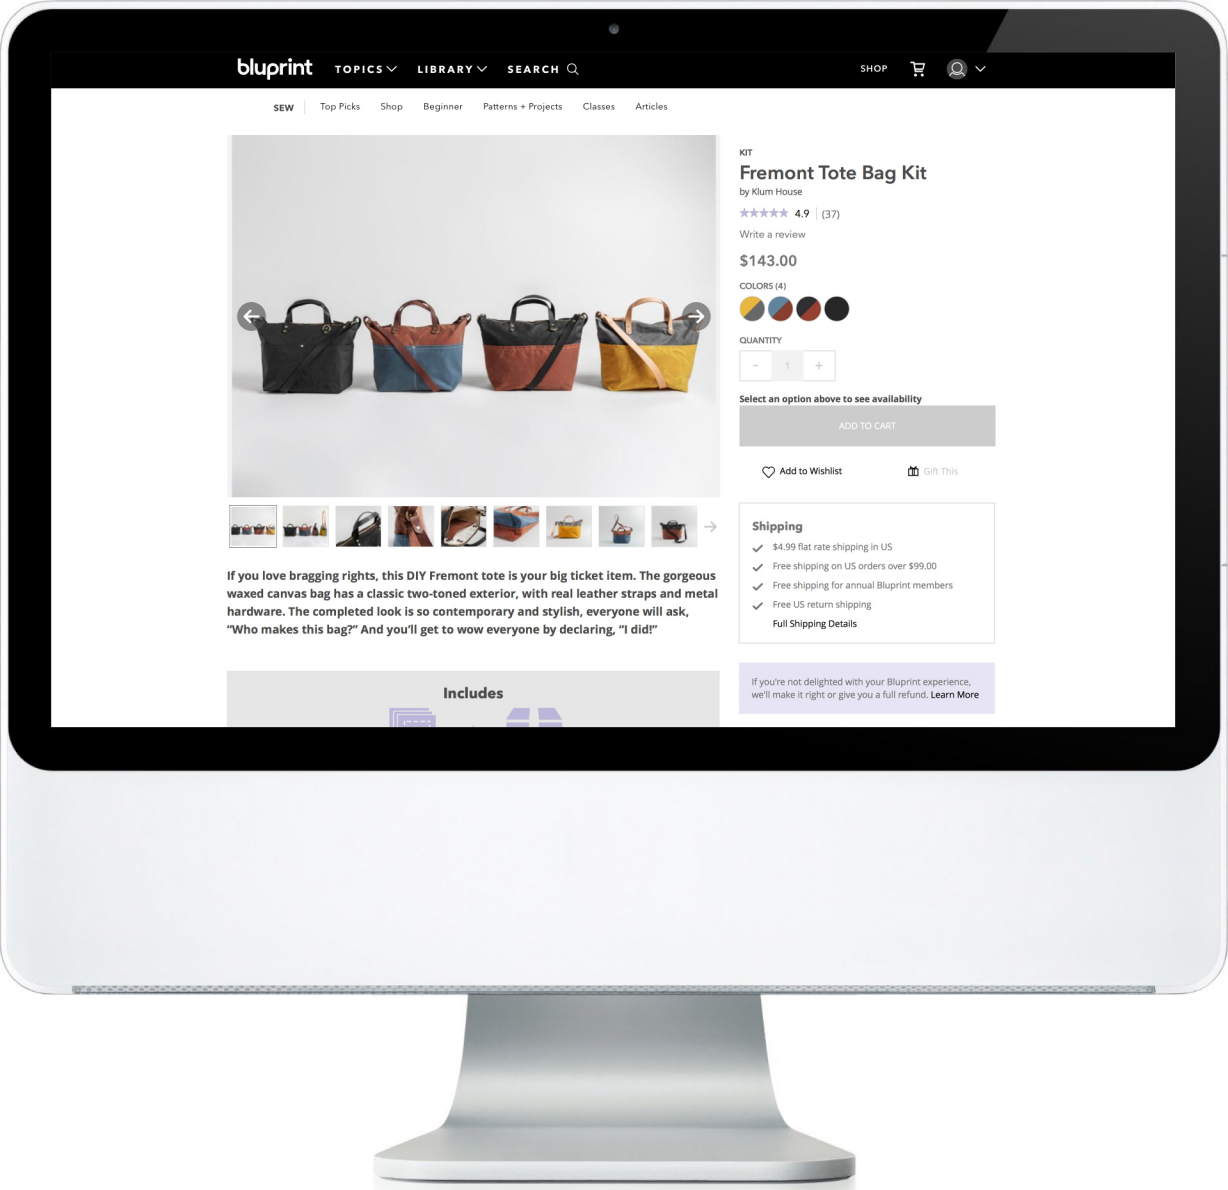 bluprint TOPICS LIBRARY SEARCH SHOP
SEW Top Picks Shop Beginner Patterns + Projects Classes Articles
KIT
Fremont Tote Bag Kit
by Klum House
4.9 (37)
Write a review
$143.00
COLORS (4)
QUANTITY
- 1 +
Select an option above to see availability
ADD TO CART
Add to Wishlist Gift This
Shipping
$4.99 flat rate shipping in US
Free shipping on US orders over $99.00
Free shipping for annual Bluprint members
Free US return shipping
Full Shipping Details
If you're not delighted with your Bluprint experience,
we'll make it right or give you a full refund. Learn More
If you love bragging rights, this DIY Fremont tote is your big ticket item. The gorgeous
waxed canvas bag has a classic two-toned exterior, with real leather straps and metal
hardware. The completed look is so contemporary and stylish, everyone will ask,
“Who makes this bag?” And you’ll get to wow everyone by declaring, “I did!”
Includes